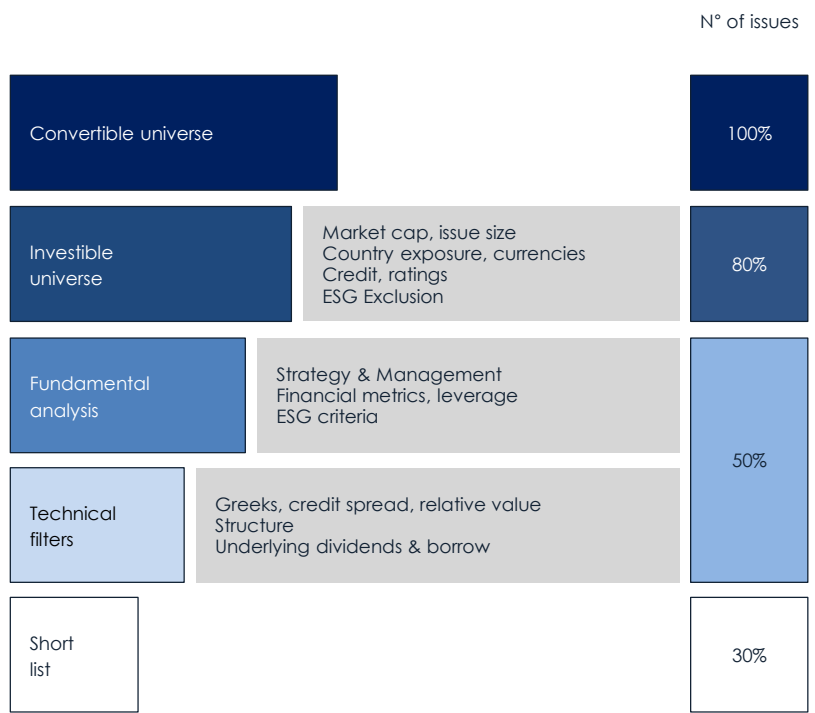 N° of issues
Convertible universe
100%
Investible
universe
Market cap, issue size
Country exposure, currencies
Credit, ratings
ESG Exclusion
80%
Fundamental
analysis
Strategy & Management
Financial metrics, leverage
ESG criteria
50%
Technical
filters
Greeks, credit spread, relative value
Structure
Underlying dividends & borrow
Short
list
30%